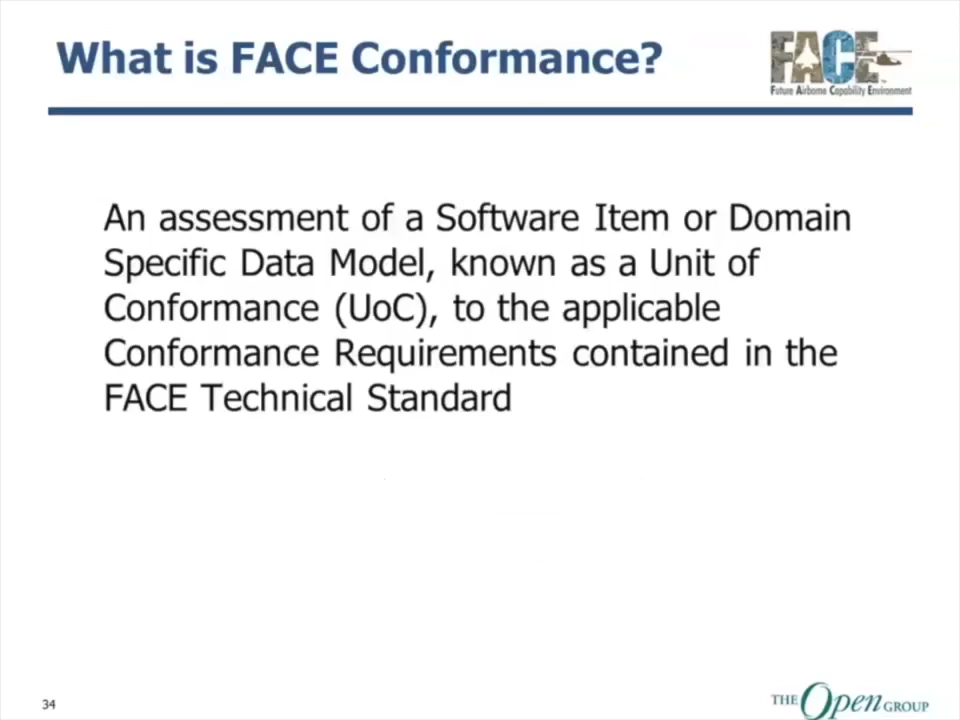 What is FACE Conformance?
FACE
Future Airborne Capability Environment
An assessment of a Software Item or Domain
Specific Data Model, known as a Unit of
Conformance (UoC), to the applicable
Conformance Requirements contained in the
FACE Technical Standard
34
THE Open GROUP